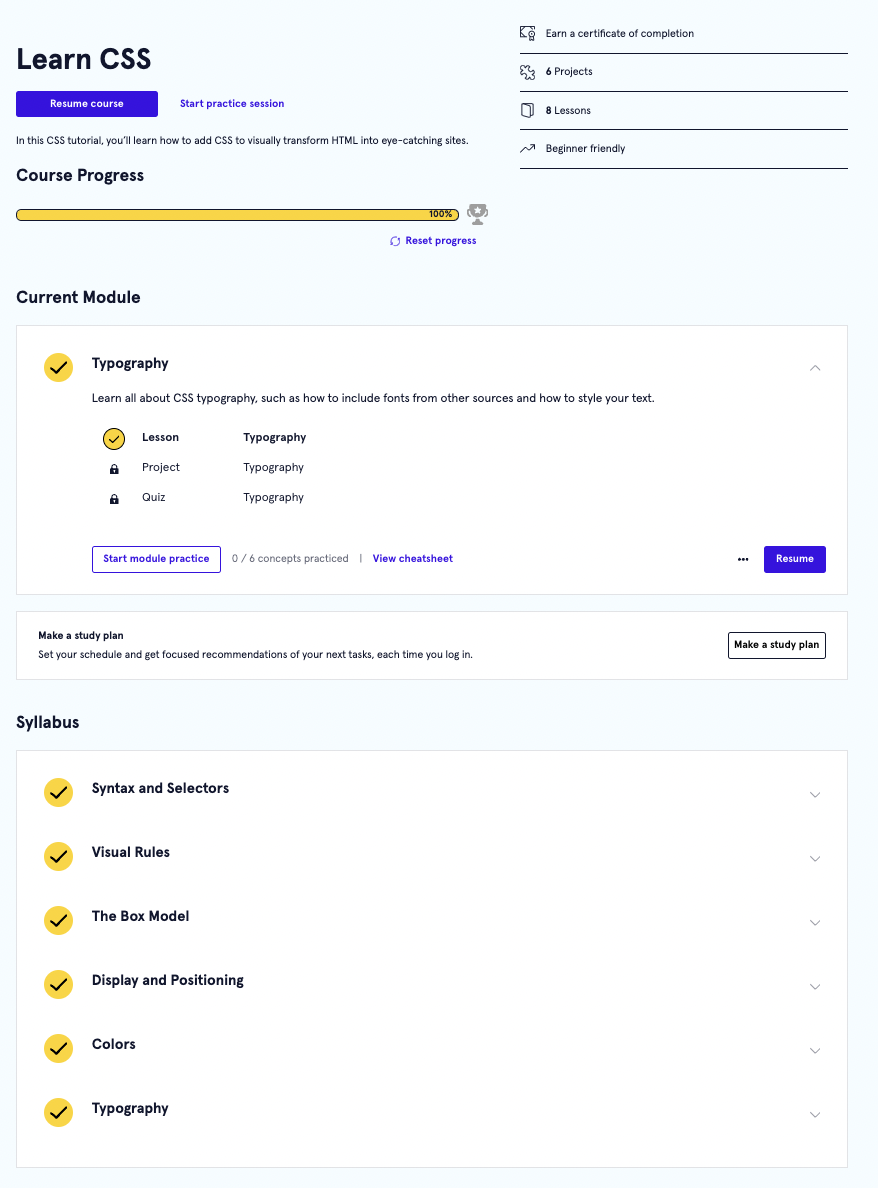 Learn CSS
Resume course
Start practice session
In this CSS tutorial, you’ll learn how to add CSS to visually transform HTML into eye-catching sites.
Earn a certificate of completion
6 Projects
8 Lessons
Beginner friendly
Course Progress
100%
Reset progress
Current Module
Typography
Learn all about CSS typography, such as how to include fonts from other sources and how to style your text.
Lesson Typography
Project Typography
Quiz Typography
Start module practice 0 / 6 concepts practiced | View cheatsheet ••• Resume
Make a study plan
Set your schedule and get focused recommendations of your next tasks, each time you log in.
Make a study plan
Syllabus
Syntax and Selectors
Visual Rules
The Box Model
Display and Positioning
Colors
Typography